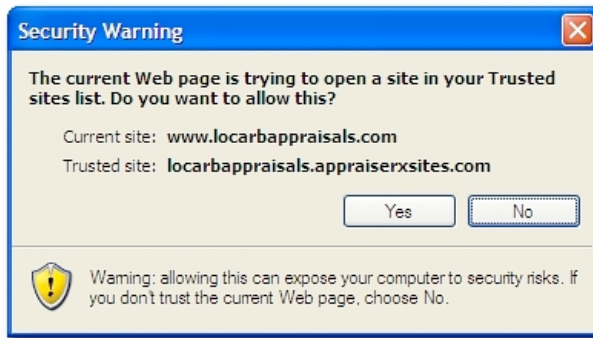 Security Warning
The current Web page is trying to open a site in your Trusted
sites list. Do you want to allow this?
Current site: www.locarbappraisals.com
Trusted site: locarbappraisals.appraiserxsites.com
Yes No
Warning: allowing this can expose your computer to security risks. If
you don't trust the current Web page, choose No.